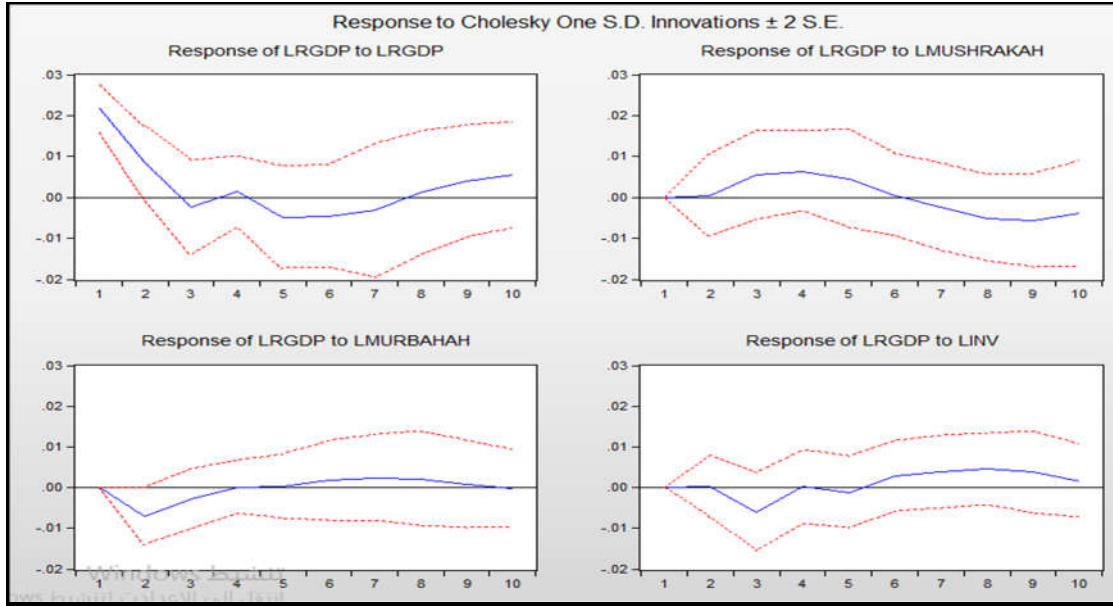 Response to Cholesky One S.D. Innovations ± 2 S.E.
Response of LRGDP to LRGDP
.03
.02
.01
.00
-.01
-.02
1 2 3 4 5 6 7 8 9 10
Response of LRGDP to LMUSHRAKAH
.03
.02
.01
.00
-.01
-.02
1 2 3 4 5 6 7 8 9 10
Response of LRGDP to LMURBAHAH
.03
.02
.01
.00
-.01
-.02
1 2 3 4 5 6 7 8 9 10
Response of LRGDP to LINV
.03
.02
.01
.00
-.01
-.02
1 2 3 4 5 6 7 8 9 10
تنشيط Windows